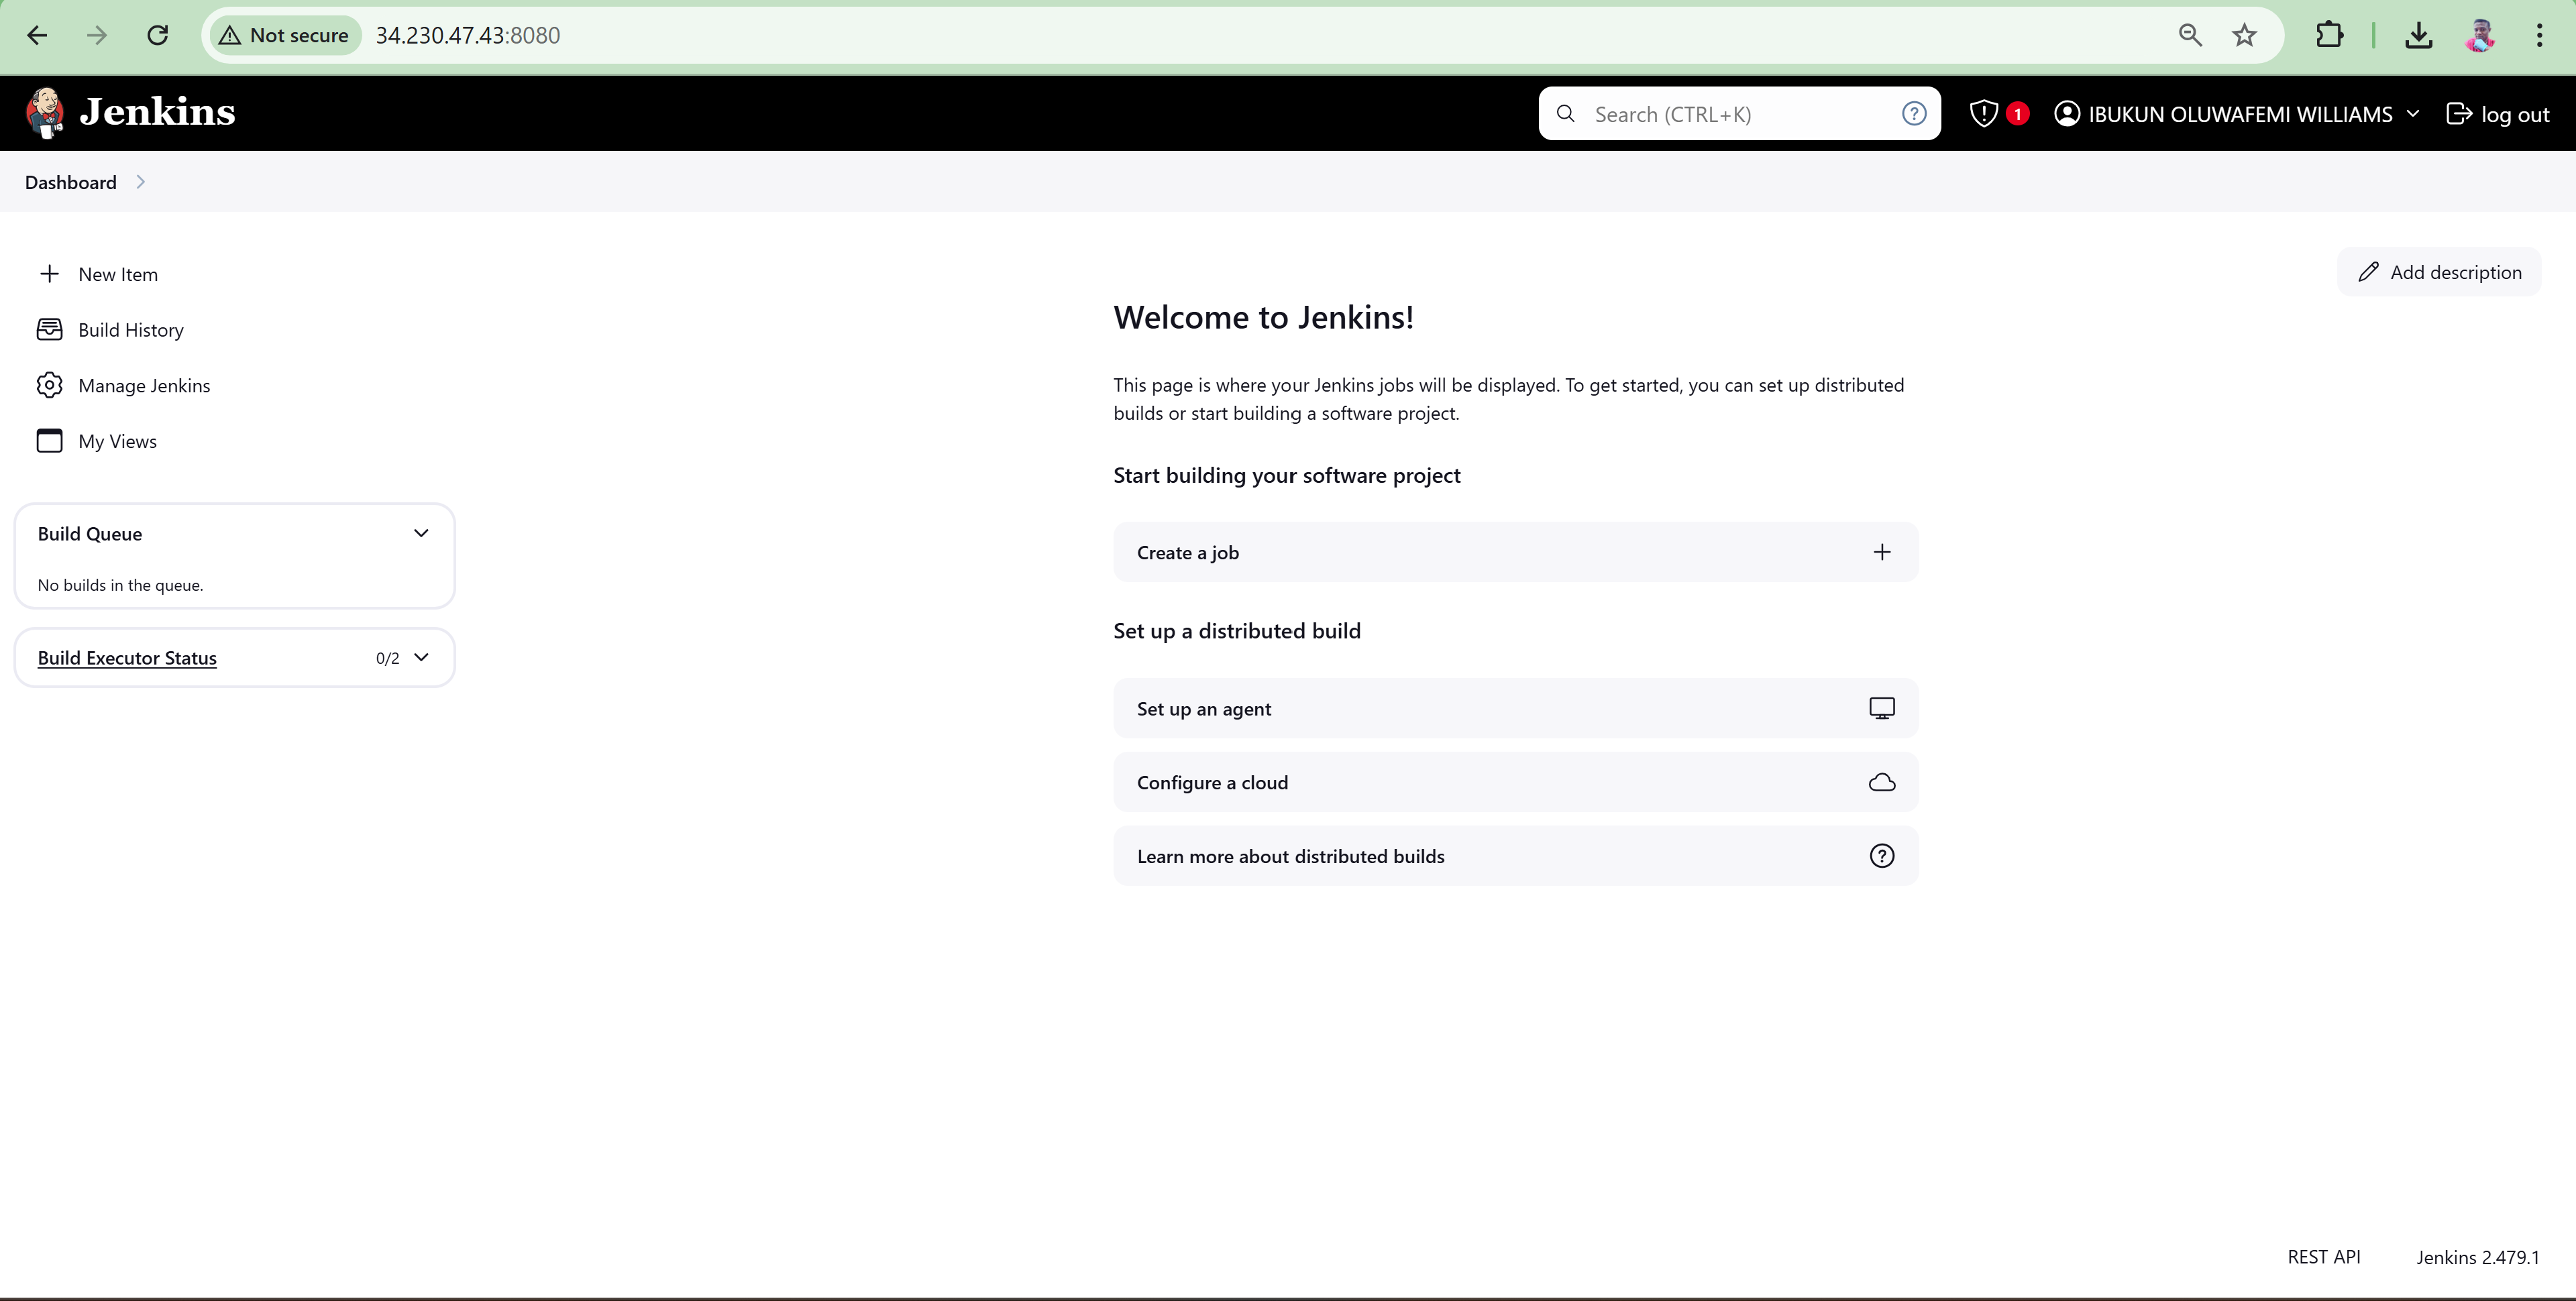 Not secure 34.230.47.43:8080
Jenkins
Search (CTRL+K)
1
IBUKUN OLUWAFEMI WILLIAMS
log out
Dashboard
New Item
Build History
Manage Jenkins
My Views
Build Queue
No builds in the queue.
Build Executor Status 0/2
Add description
Welcome to Jenkins!
This page is where your Jenkins jobs will be displayed. To get started, you can set up distributed
builds or start building a software project.
Start building your software project
Create a job
Set up a distributed build
Set up an agent
Configure a cloud
Learn more about distributed builds
REST API
Jenkins 2.479.1